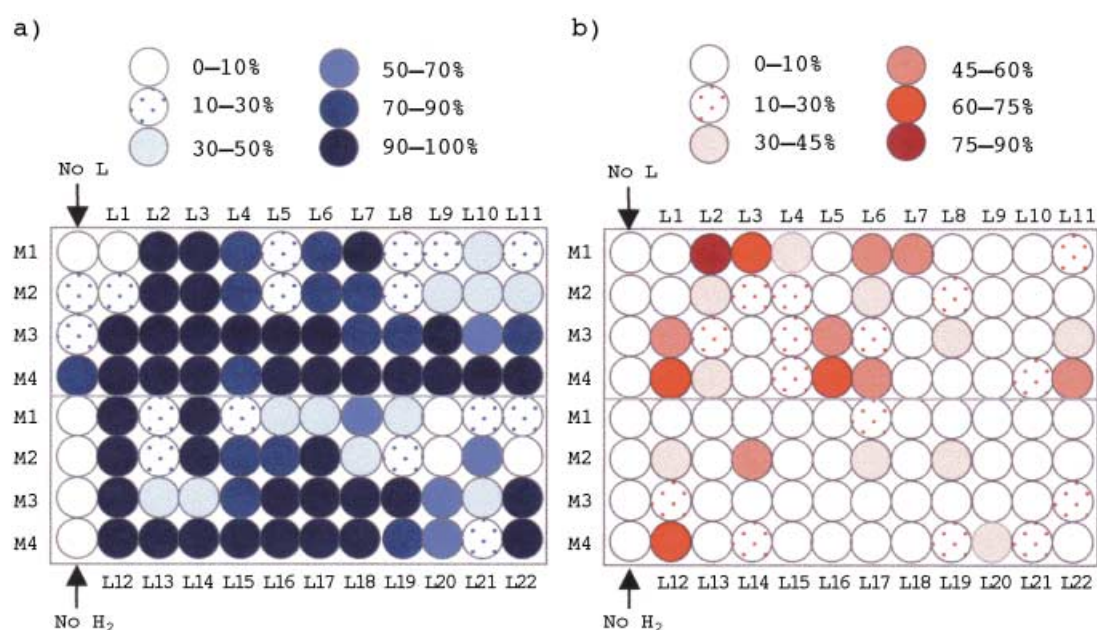 a)
0–10%
10–30%
30–50%
50–70%
70–90%
90–100%
No L
L1 L2 L3 L4 L5 L6 L7 L8 L9 L10 L11
M1
M2
M3
M4
M1
M2
M3
M4
L12 L13 L14 L15 L16 L17 L18 L19 L20 L21 L22
No H₂
b)
0–10%
10–30%
30–45%
45–60%
60–75%
75–90%
No L
L1 L2 L3 L4 L5 L6 L7 L8 L9 L10 L11
M1
M2
M3
M4
M1
M2
M3
M4
L12 L13 L14 L15 L16 L17 L18 L19 L20 L21 L22
No H₂